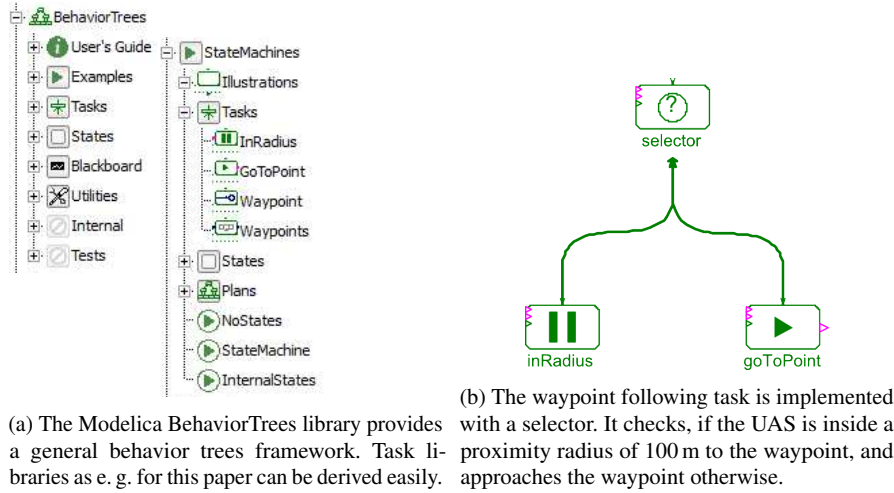 BehaviorTrees
User's Guide
Examples
Tasks
States
Blackboard
Utilities
Internal
Tests
StateMachines
Illustrations
Tasks
InRadius
GoToPoint
Waypoint
Waypoints
States
Plans
NoStates
StateMachine
InternalStates
(a) The Modelica BehaviorTrees library provides
a general behavior trees framework. Task li-
braries as e. g. for this paper can be derived easily.
?
selector
inRadius
goToPoint
(b) The waypoint following task is implemented
with a selector. It checks, if the UAS is inside a
proximity radius of 100 m to the waypoint, and
approaches the waypoint otherwise.